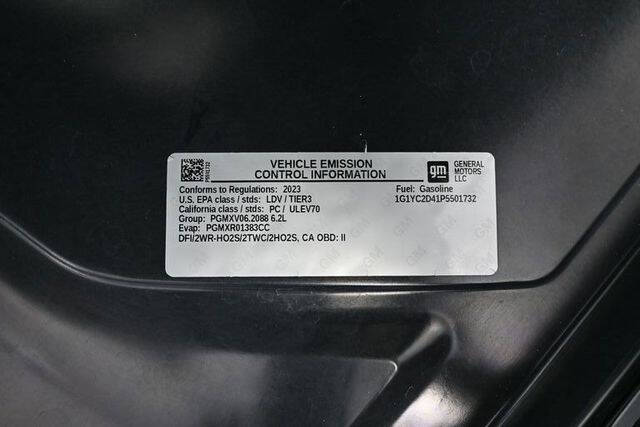 VEHICLE EMISSION
CONTROL INFORMATION
gm
GENERAL
MOTORS
LLC
Conforms to Regulations: 2023
Fuel: Gasoline
U.S. EPA class / stds: LDV / TIER3
1G1YC2D41P5501732
California class / stds: PC / ULEV70
Group: PGMXV06.2088 6.2L
Evap: PGMXR01383CC
DFI/2WR-HO2S/2TWC/2HO2S, CA OBD: II